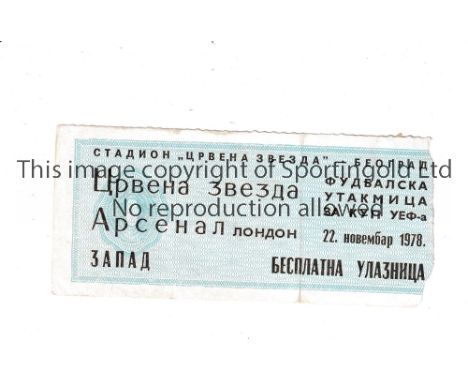 СТАДИОН „ЦРВЕНА ЗВЕЗДА" БЕОГРАД
This image copyright of Sportingold Ltd
Црвена звезда
No reproduction allowed
Арсенал ЛОНДОН
ФУДБАЛСКА
УТАКМИЦА
ЗА КУП УЕФ-а
22. новембар 1978.
ЗАПАД
БЕСПЛАТНА УЛАЗНИЦА